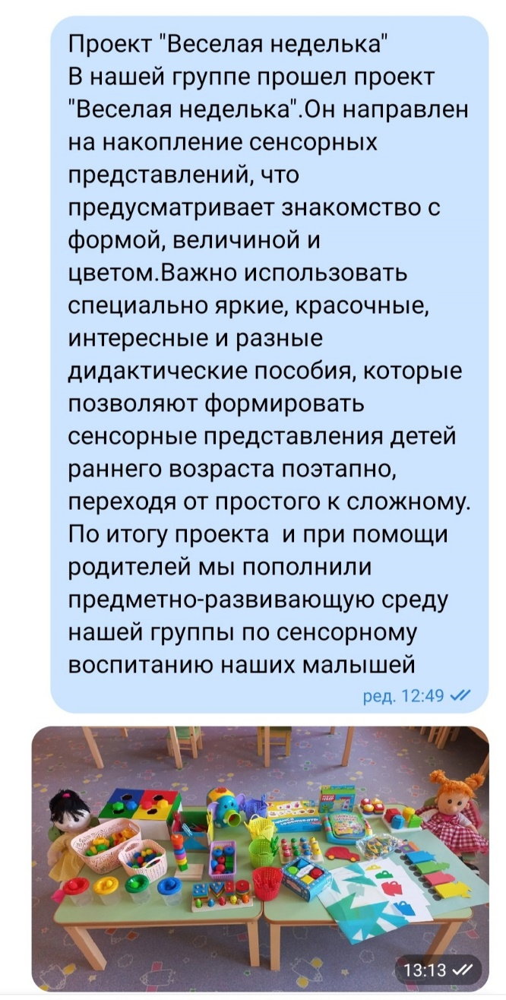 Проект "Веселая неделька"
В нашей группе прошел проект
"Веселая неделька".Он направлен
на накопление сенсорных
представлений, что
предусматривает знакомство с
формой, величиной и
цветом.Важно использовать
специально яркие, красочные,
интересные и разные
дидактические пособия, которые
позволяют формировать
сенсорные представления детей
раннего возраста поэтапно,
переходя от простого к сложному.
По итогу проекта  и при помощи
родителей мы пополнили
предметно-развивающую среду
нашей группы по сенсорному
воспитанию наших малышей
ред. 12:49
13:13